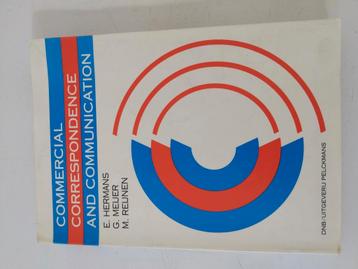 COMMERCIAL
CORRESPONDENCE
AND COMMUNICATION
E. HERMANS
G. MEIJER
M. REIJNEN
DNB/UITGEVERIJ PELCKMANS